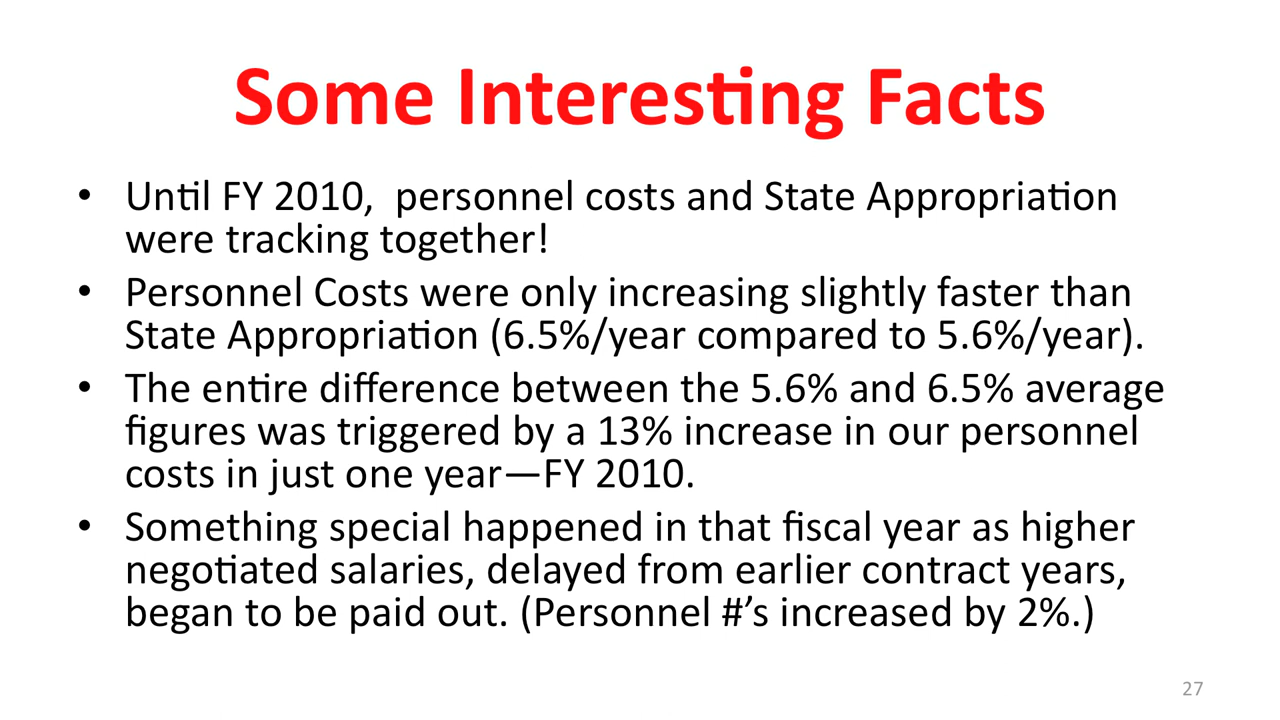 Some Interesting Facts
• Until FY 2010,  personnel costs and State Appropriation
were tracking together!
• Personnel Costs were only increasing slightly faster than
State Appropriation (6.5%/year compared to 5.6%/year).
• The entire difference between the 5.6% and 6.5% average
figures was triggered by a 13% increase in our personnel
costs in just one year—FY 2010.
• Something special happened in that fiscal year as higher
negotiated salaries, delayed from earlier contract years,
began to be paid out. (Personnel #’s increased by 2%.)
27